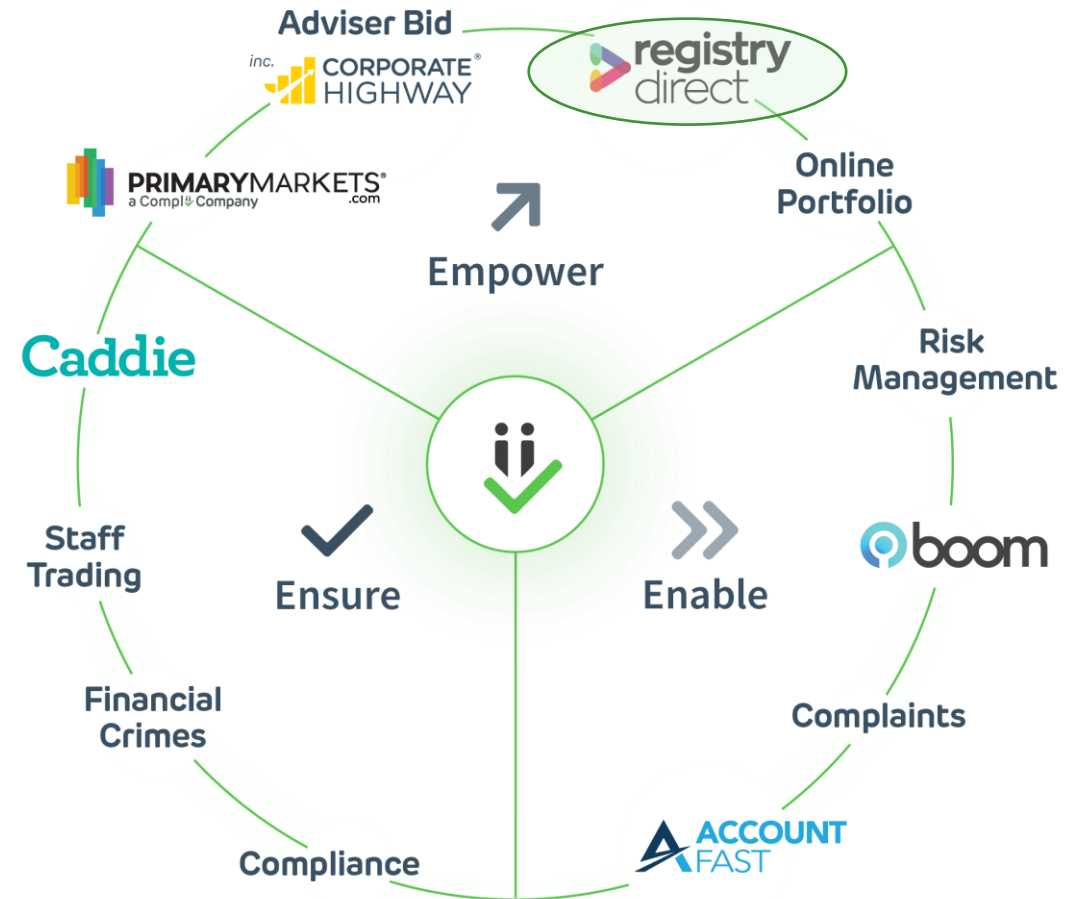 Adviser Bid
inc.
CORPORATE®
HIGHWAY
registry
direct
PRIMARYMARKETS®
.com
a Complii Company
Online
Portfolio
Empower
Caddie
Risk
Management
Staff
Trading
Ensure
Enable
boom
Financial
Crimes
Complaints
Compliance
ACCOUNT
FAST